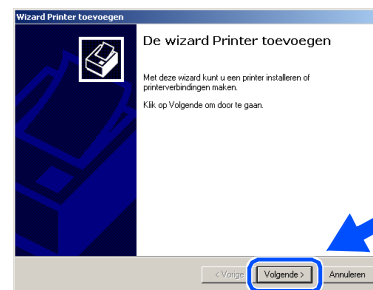 Wizard Printer toevoegen
De wizard Printer toevoegen
Met deze wizard kunt u een printer installeren of
printerverbindingen maken.
Klik op Volgende om door te gaan.
< Vorige
Volgende >
Annuleren